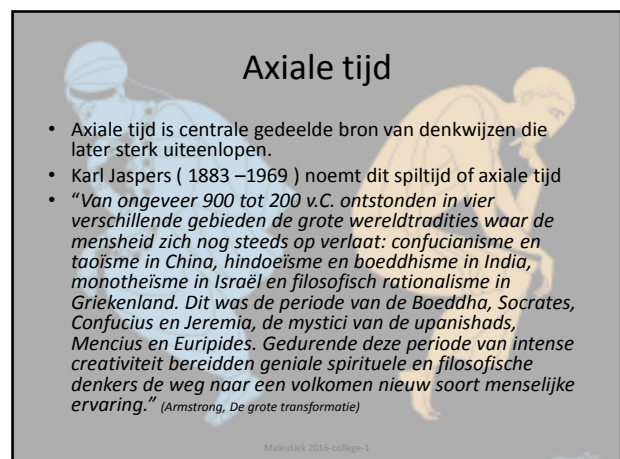 Axiale tijd
• Axiale tijd is centrale gedeelde bron van denkwijzen die
later sterk uiteenlopen.
• Karl Jaspers ( 1883 –1969 ) noemt dit spiltijd of axiale tijd
• “Van ongeveer 900 tot 200 v.C. ontstonden in vier
verschillende gebieden de grote wereldtradities waar de
mensheid zich nog steeds op verlaat: confucianisme en
taoïsme in China, hindoeïsme en boeddhisme in India,
monotheïsme in Israël en filosofisch rationalisme in
Griekenland. Dit was de periode van de Boeddha, Socrates,
Confucius en Jeremia, de mystici van de upanishads,
Mencius en Euripides. Gedurende deze periode van intense
creativiteit bereidden geniale spirituele en filosofische
denkers de weg naar een volkomen nieuw soort menselijke
ervaring.” (Armstrong, De grote transformatie)
Maieutiek 2016-college-1